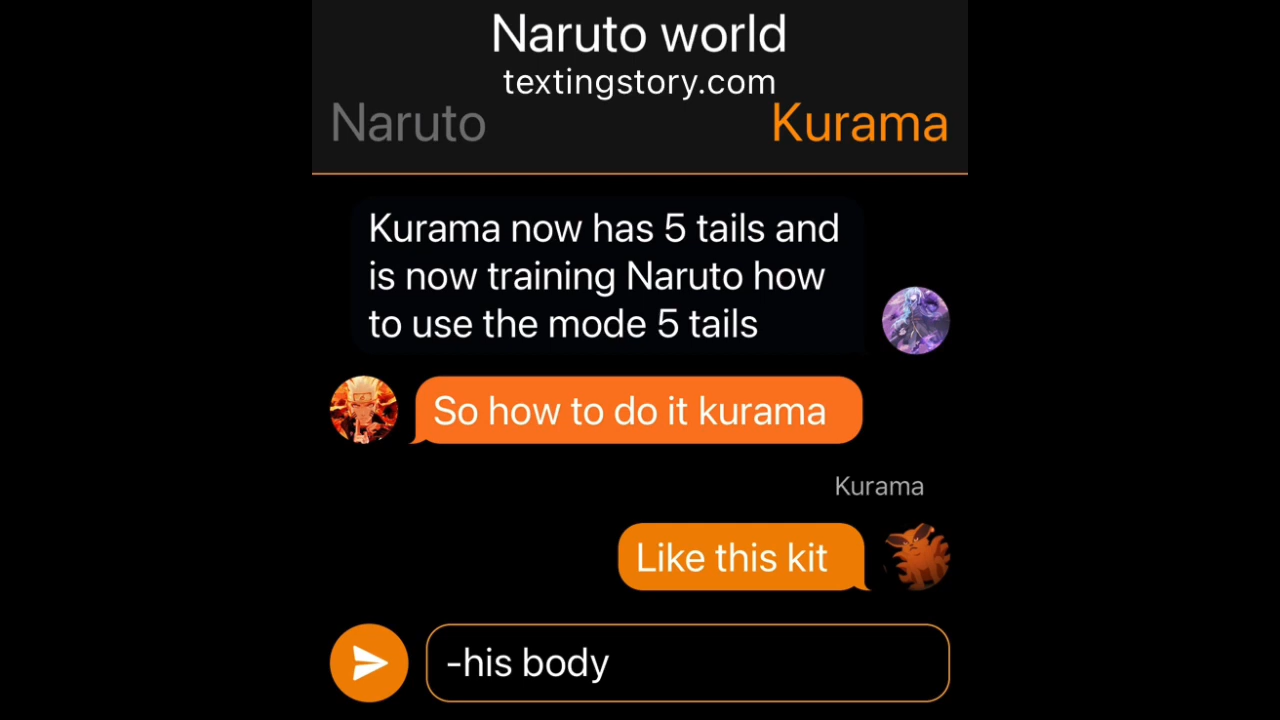 Naruto world
textingstory.com
Naruto Kurama
Kurama now has 5 tails and
is now training Naruto how
to use the mode 5 tails
So how to do it kurama
Kurama
Like this kit
-his body